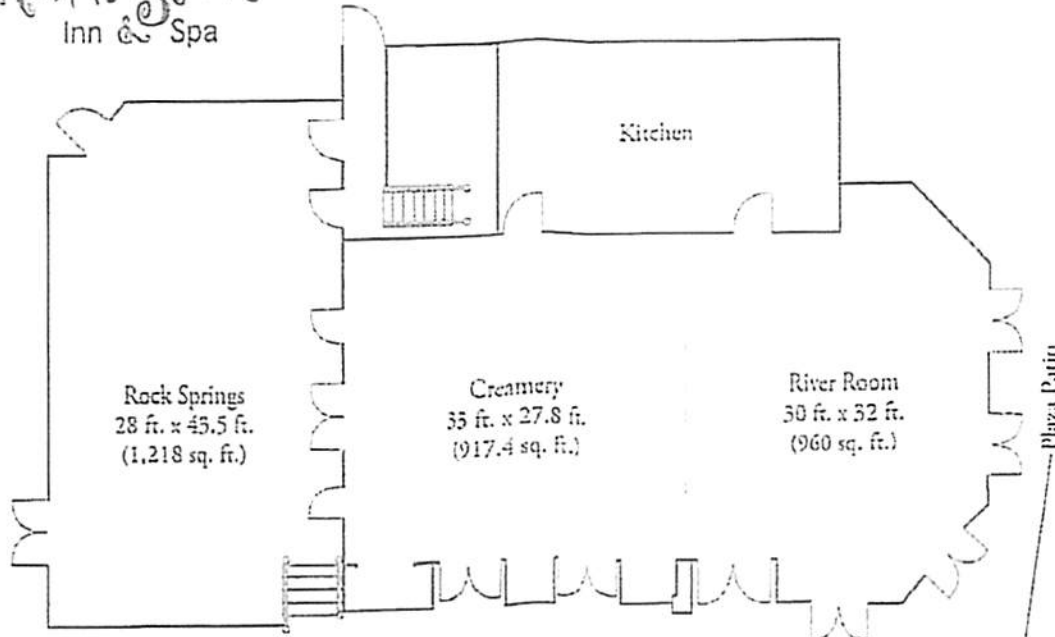 Inn & Spa
Kitchen
Rock Springs
28 ft. x 43.5 ft.
(1,218 sq. ft.)
Creamery
33 ft. x 27.8 ft.
(917.4 sq. ft.)
River Room
30 ft. x 32 ft.
(960 sq. ft.)
Plaza Patio